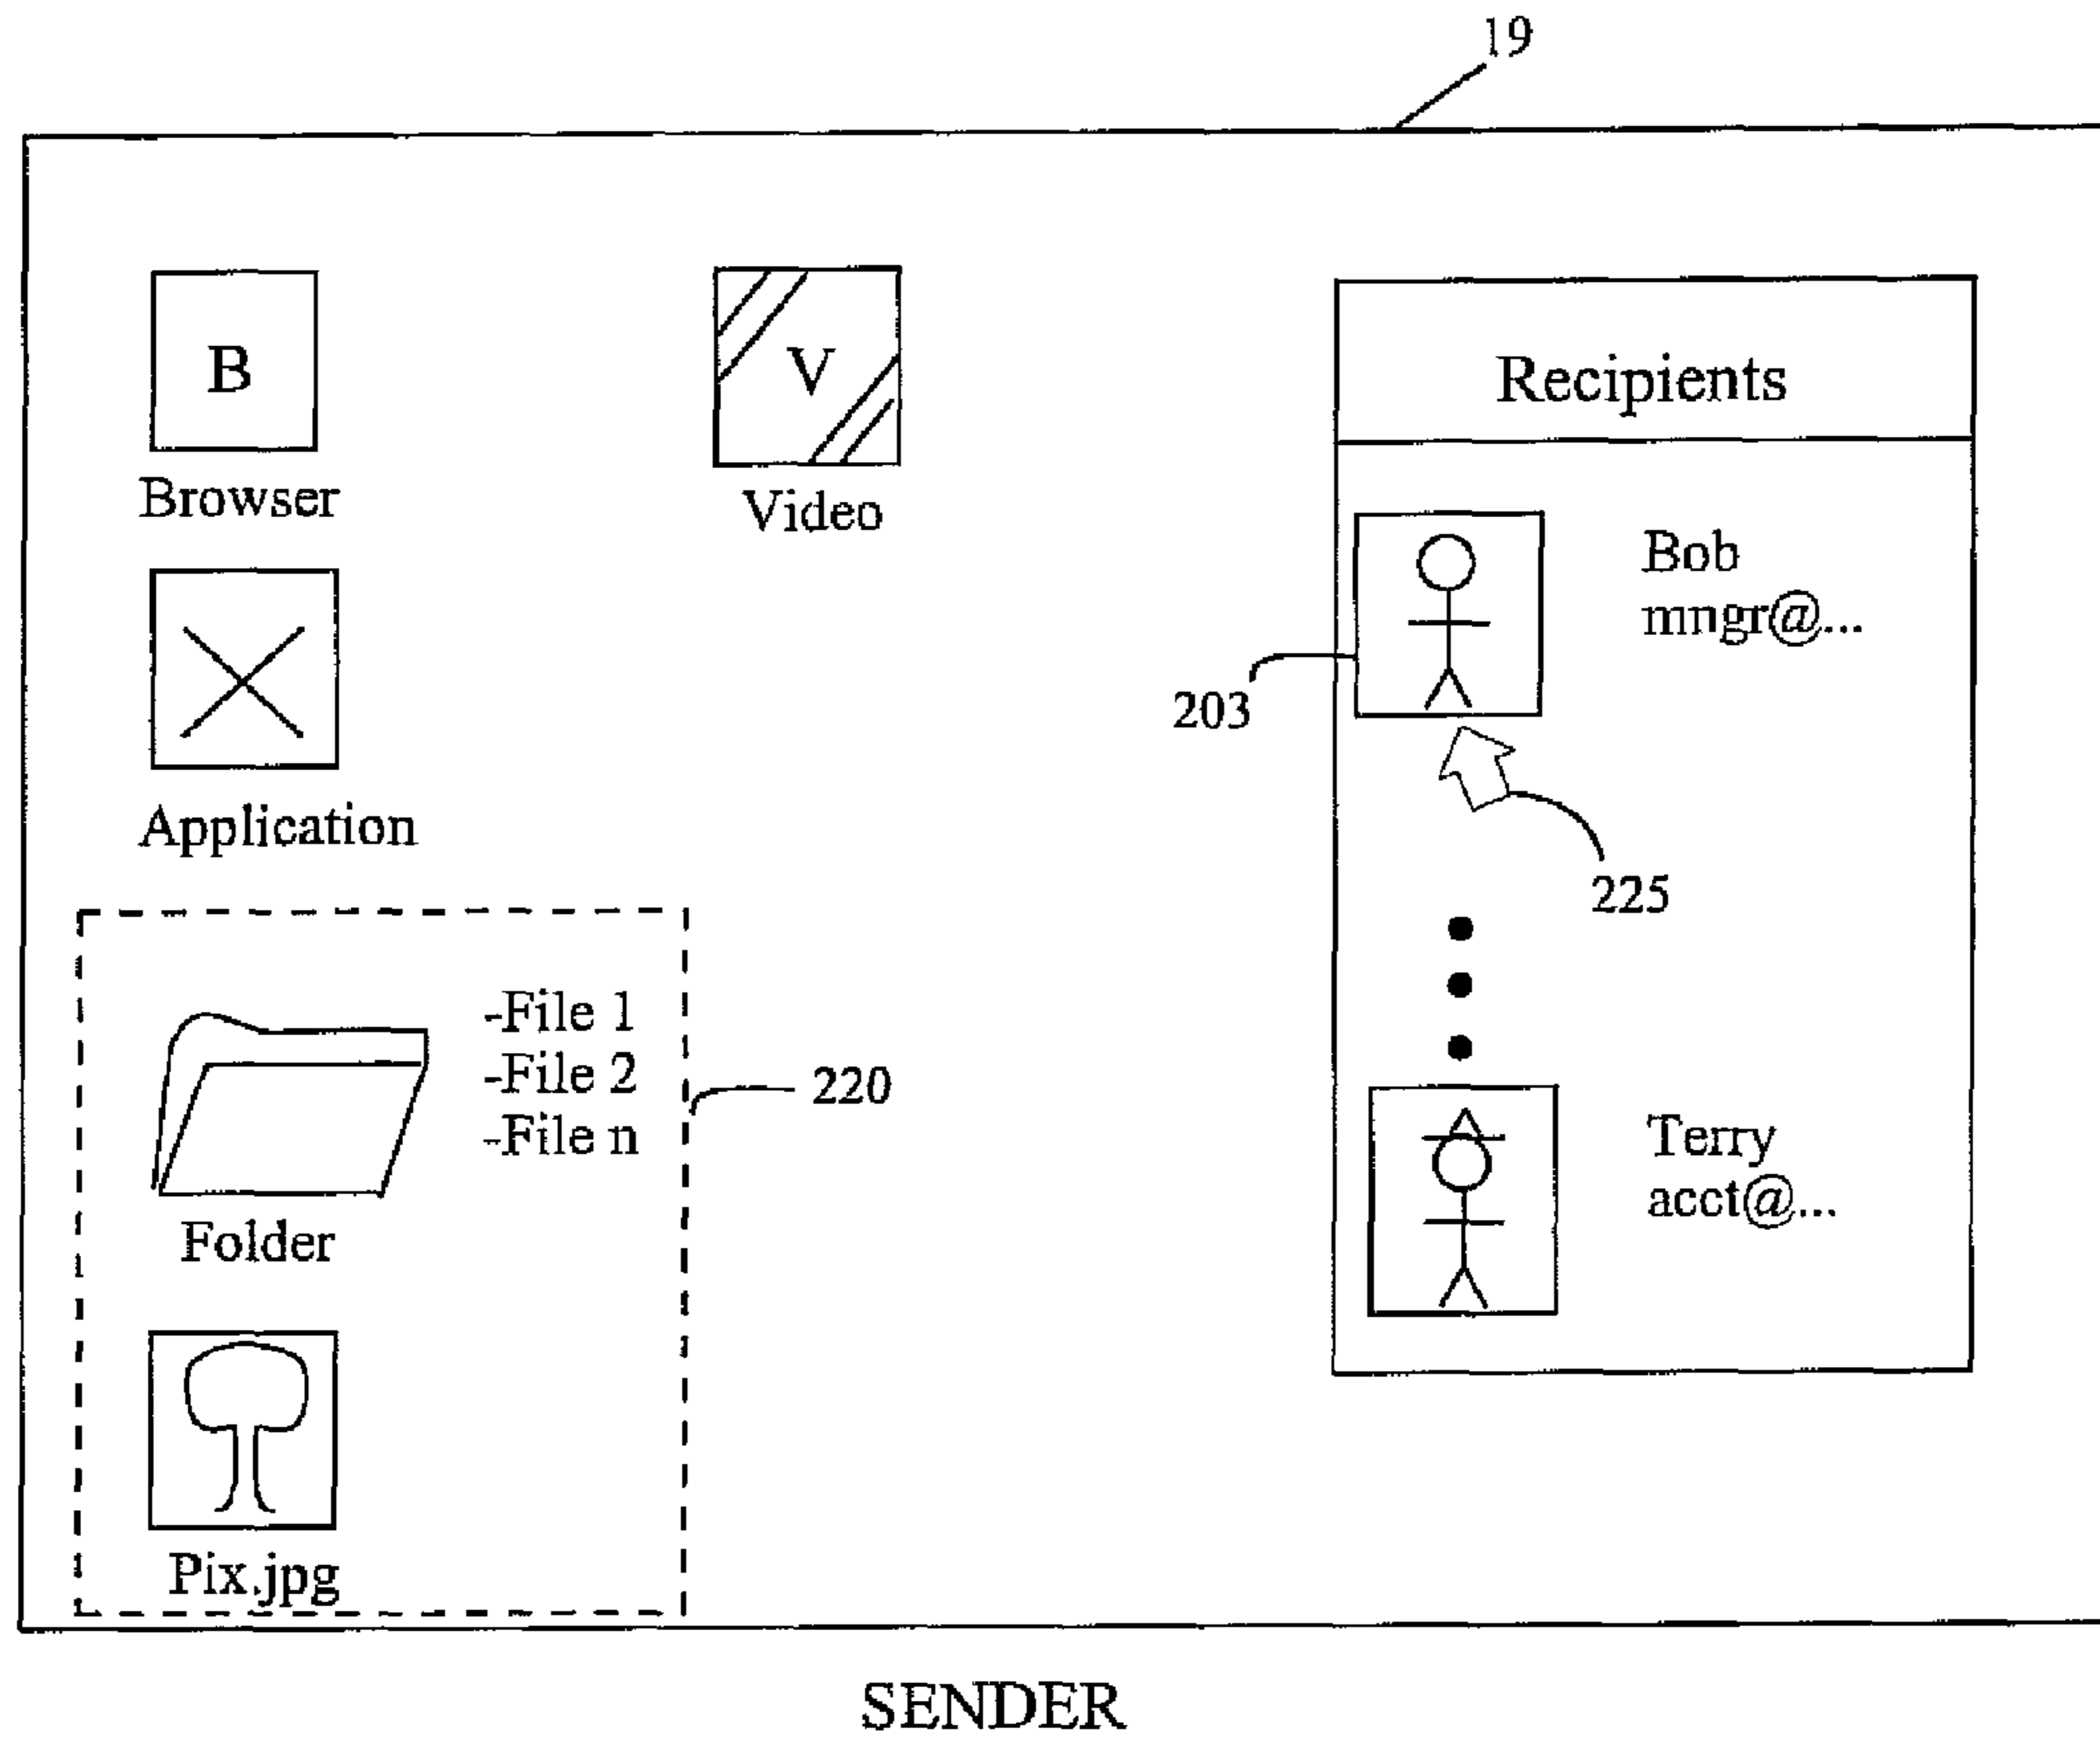 19
B
Browser
V
Video
Application
-File 1
-File 2
-File n
Folder
220
Pix.jpg
Recipients
Bob
mngr@...
203
225
Terry
acct@...
SENDER